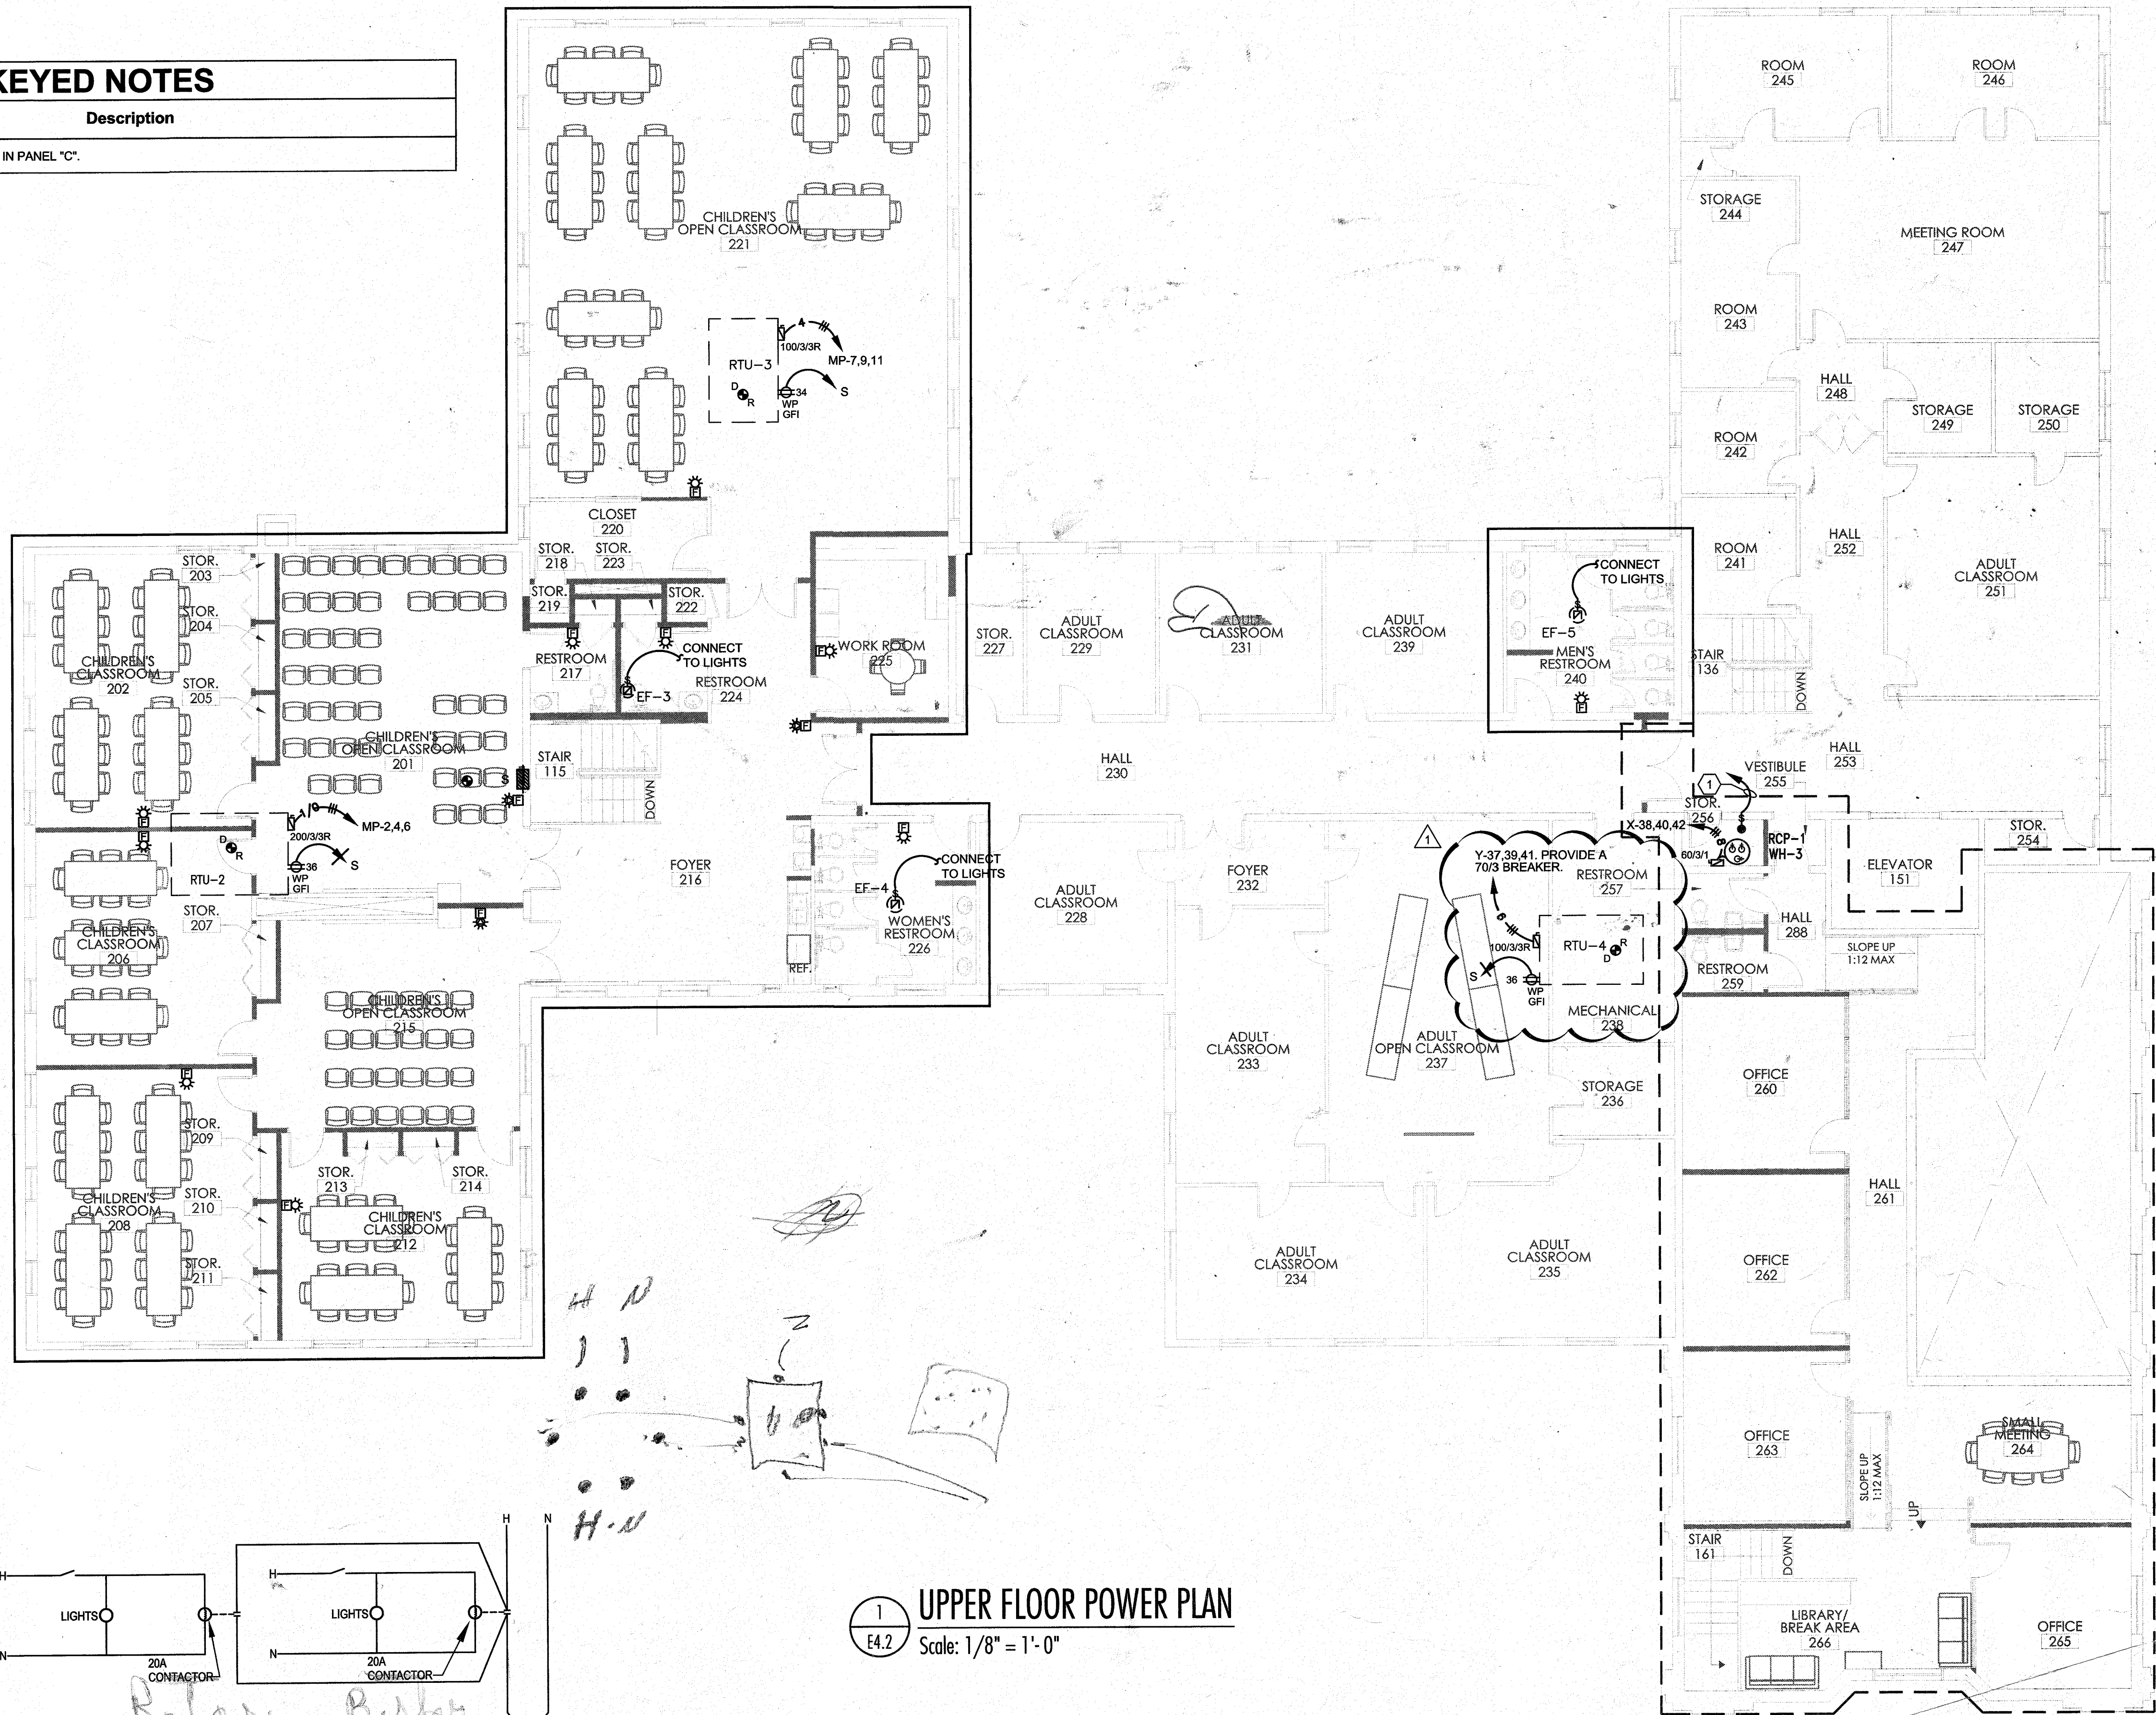 KEYED NOTES
Description
IN PANEL "C".
CHILDREN'S
OPEN CLASSROOM
221
RTU-3
D
R
100/3/3R
4
MP-7,9,11
34
WP
GFI
S
CLOSET
220
STOR.
218
STOR.
223
STOR.
219
STOR.
222
RESTROOM
217
CONNECT
TO LIGHTS
RESTROOM
224
EF-3
F
WORK ROOM
225
STOR.
203
STOR.
204
STOR.
205
CHILDREN'S
CLASSROOM
202
CHILDREN'S
OPEN CLASSROOM
201
STAIR
115
DOWN
1/0
MP-2,4,6
200/3/3R
36
WP
GFI
S
D
R
RTU-2
STOR.
207
CHILDREN'S
CLASSROOM
206
CHILDREN'S
OPEN CLASSROOM
215
FOYER
216
REF.
EF-4
CONNECT
TO LIGHTS
WOMEN'S
RESTROOM
226
STOR.
209
STOR.
210
STOR.
211
CHILDREN'S
CLASSROOM
208
STOR.
213
STOR.
214
CHILDREN'S
CLASSROOM
212
STOR.
227
ADULT
CLASSROOM
229
ADULT
CLASSROOM
231
ADULT
CLASSROOM
239
HALL
230
ADULT
CLASSROOM
228
FOYER
232
ADULT
CLASSROOM
233
ADULT
CLASSROOM
234
ADULT
CLASSROOM
235
STORAGE
236
ADULT
OPEN CLASSROOM
237
MECHANICAL
238
1
Y-37,39,41. PROVIDE A
70/3 BREAKER.
6
100/3/3R
RTU-4
R
D
S
36
WP
GFI
CONNECT
TO LIGHTS
EF-5
MEN'S
RESTROOM
240
STAIR
136
DOWN
ROOM
245
ROOM
246
STORAGE
244
MEETING ROOM
247
ROOM
243
HALL
248
STORAGE
249
STORAGE
250
ROOM
242
ROOM
241
HALL
252
ADULT
CLASSROOM
251
HALL
253
VESTIBULE
255
1
STOR.
256
X-38,40,42
8
60/3/1
RCP-1
WH-3
STOR.
254
ELEVATOR
151
RESTROOM
257
HALL
288
SLOPE UP
1:12 MAX
RESTROOM
259
OFFICE
260
HALL
261
OFFICE
262
OFFICE
263
SMALL
MEETING
264
SLOPE UP
1:12 MAX
UP
STAIR
161
DOWN
LIBRARY/
BREAK AREA
266
OFFICE
265
H N
N
H-N
H N
H
LIGHTS
N
20A
CONTACTOR
H
LIGHTS
N
20A
CONTACTOR
1
E4.2
UPPER FLOOR POWER PLAN
Scale: 1/8" = 1'-0"